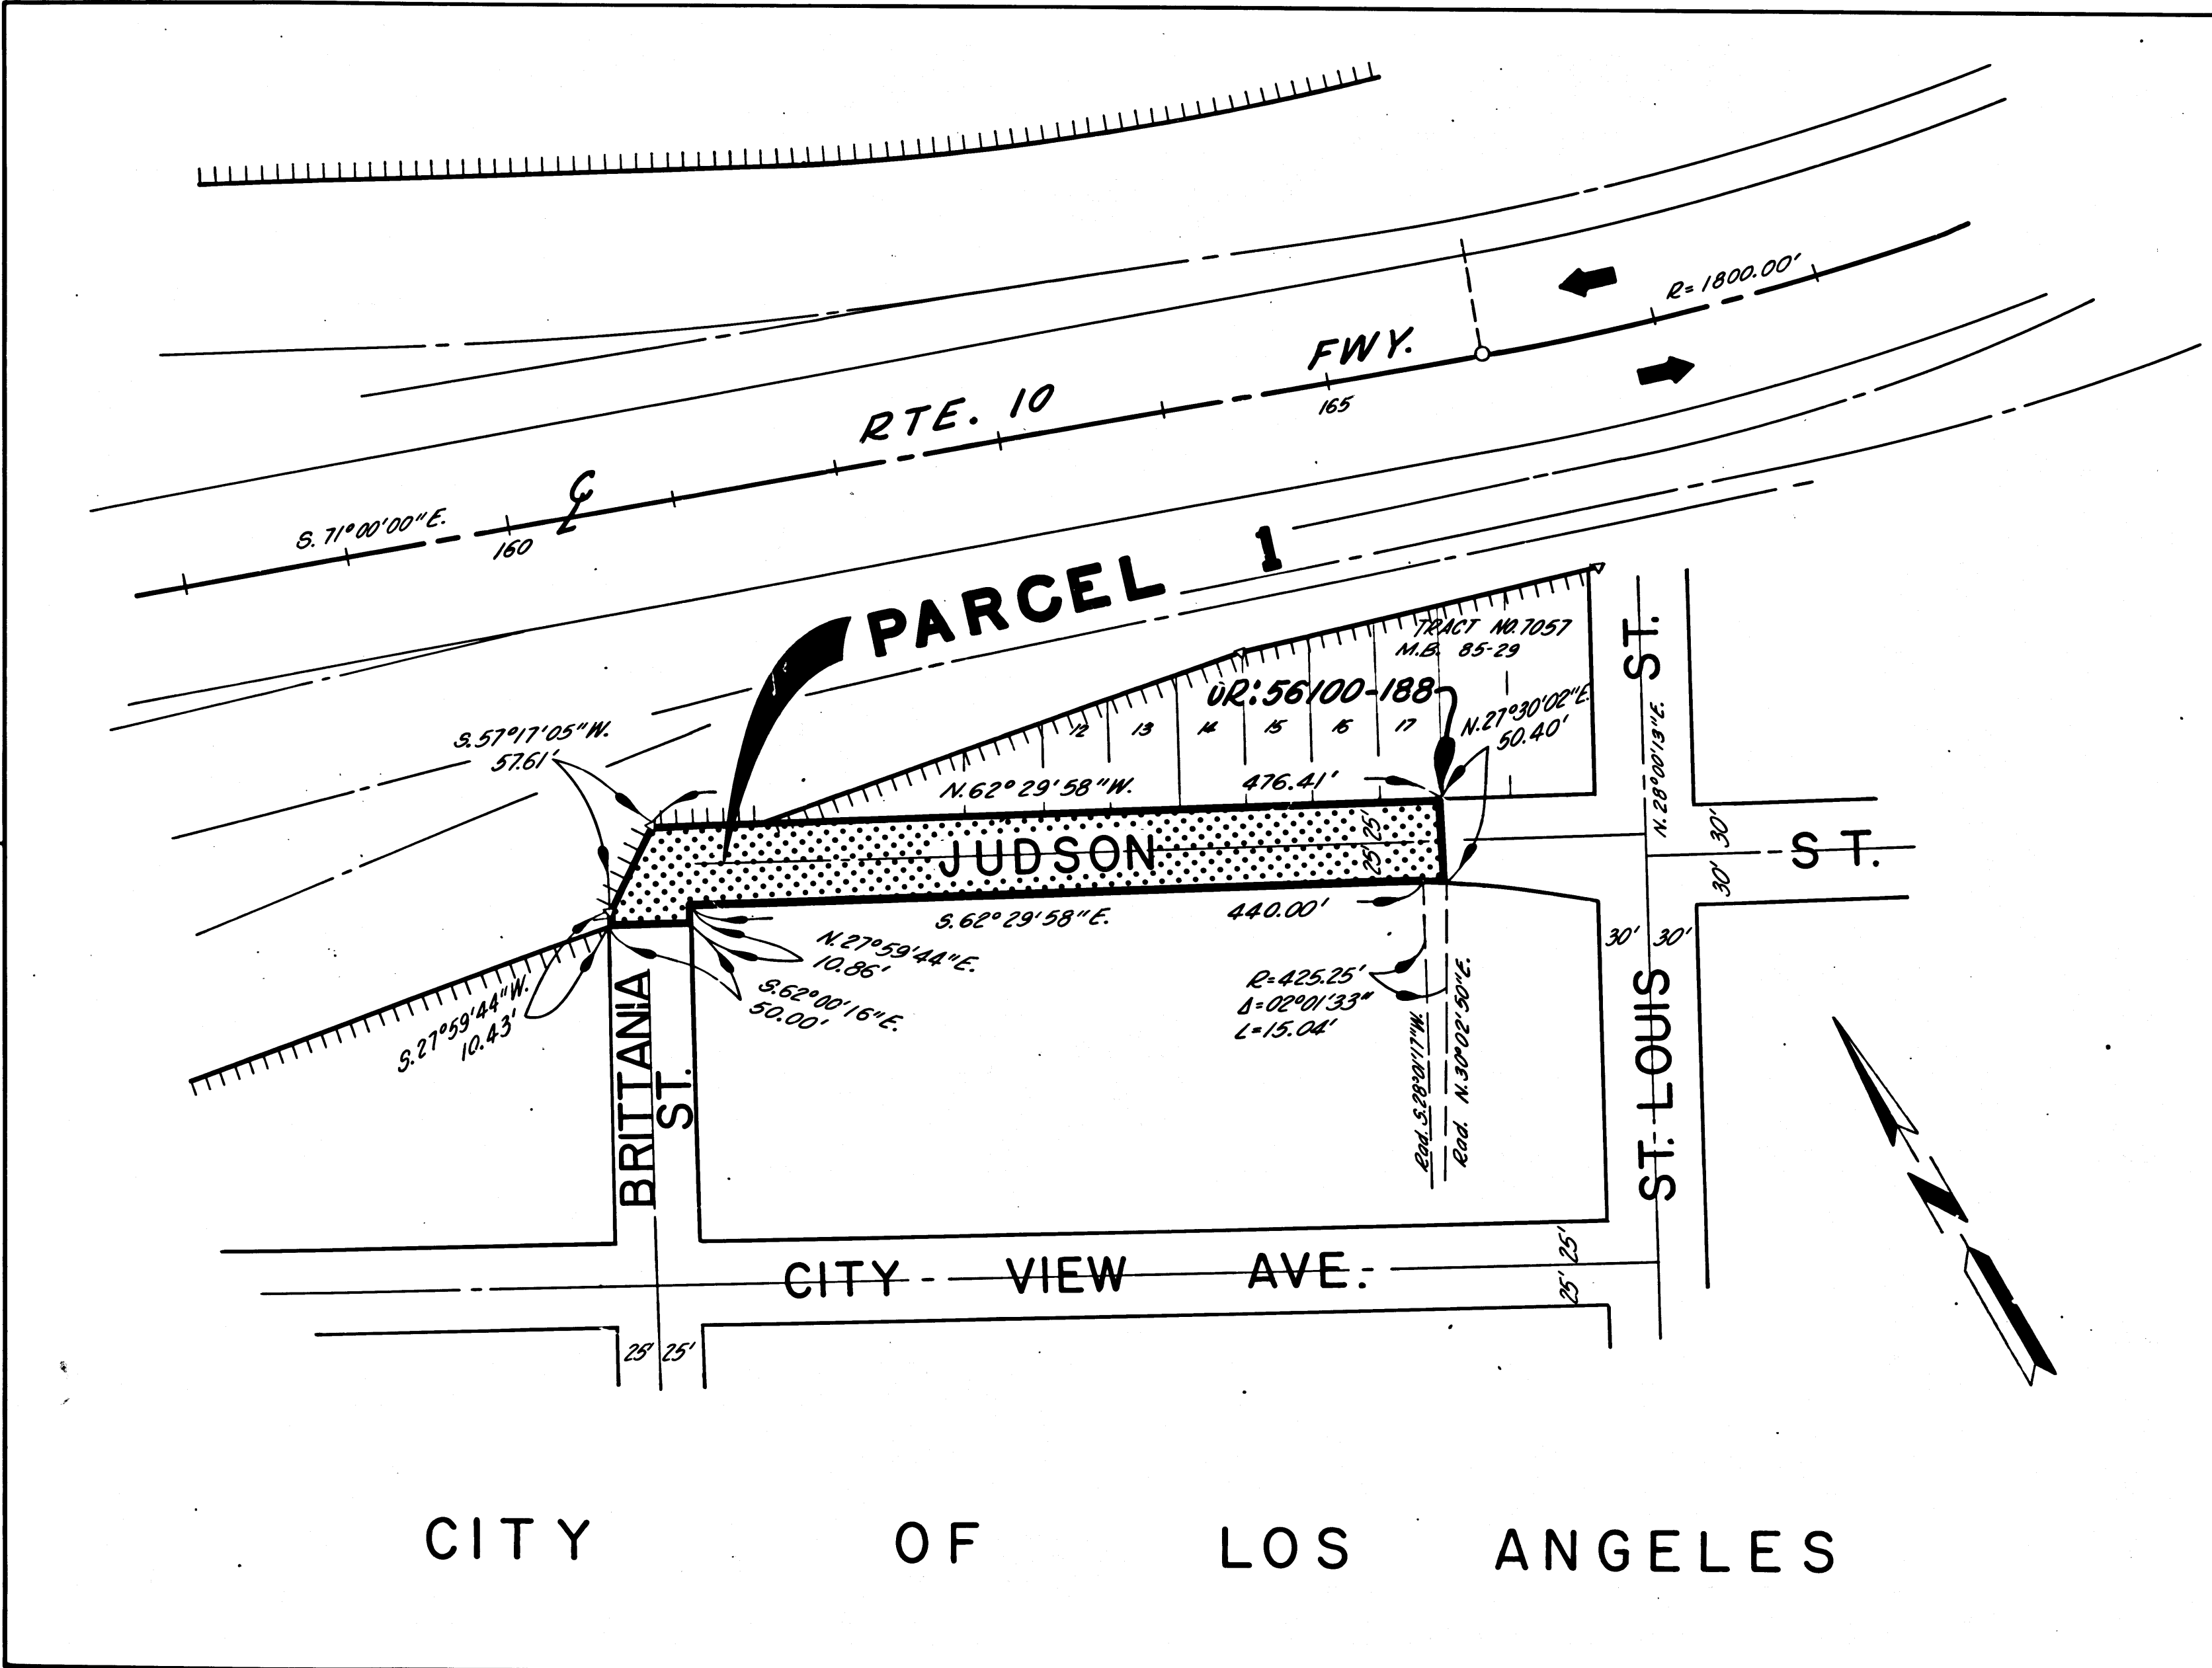 R=1800.00'
FWY.
RTE. 10
165
℄
S. 71°00'00"E.
160
PARCEL 1
TRACT NO. 7057
M.B. 85-29
OR: 56100-188
12 13 14 15 16 17
N. 27°30'02"E.
50.40'
ST.
N. 28°00'13"E.
S. 57°17'05"W.
57.61'
N. 62°29'58"W. 476.41'
25'
25'
JUDSON
30'
30'
ST.
S. 62°29'58"E. 440.00'
N. 27°59'44"E.
10.86'
S. 62°00'16"E.
50.00'
S. 27°59'44"W.
10.43'
R=425.25'
Δ=02°01'33"
L=15.04'
Rad. S. 28°01'17"W.
Rad. N. 30°02'50"E.
30' 30'
BRITTANIA
ST.
ST. LOUIS
N
CITY VIEW AVE.
25'
25'
25' 25'
CITY OF LOS ANGELES